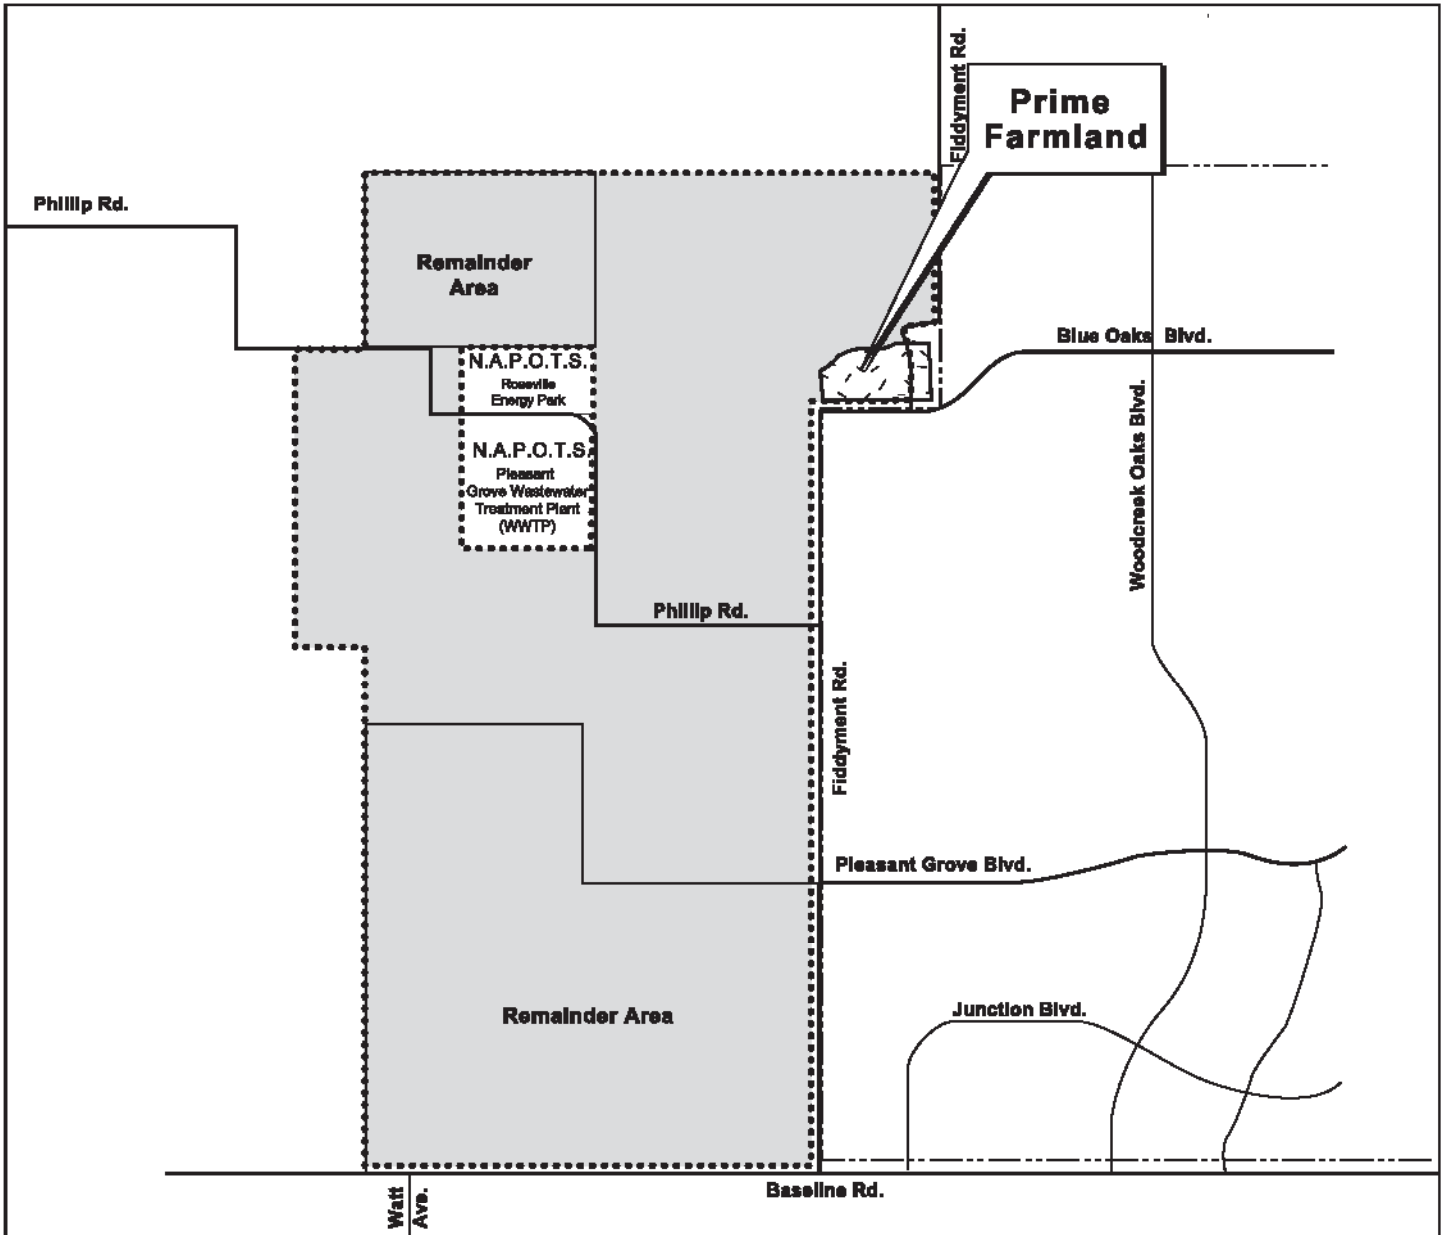 Fiddyment Rd.
Prime
Farmland
Phillip Rd.
Remainder
Area
Blue Oaks Blvd.
N.A.P.O.T.S.
Roseville
Energy Park
Woodcreek Oaks Blvd.
N.A.P.O.T.S.
Pleasant
Grove Wastewater
Treatment Plant
(WWTP)
Phillip Rd.
Fiddyment Rd.
Pleasant Grove Blvd.
Remainder Area
Junction Blvd.
Baseline Rd.
Watt
Ave.